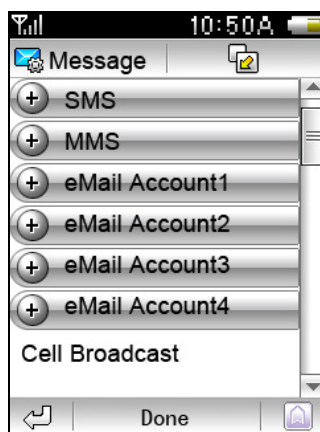 10:50A
Message
SMS
MMS
eMail Account1
eMail Account2
eMail Account3
eMail Account4
Cell Broadcast
Done